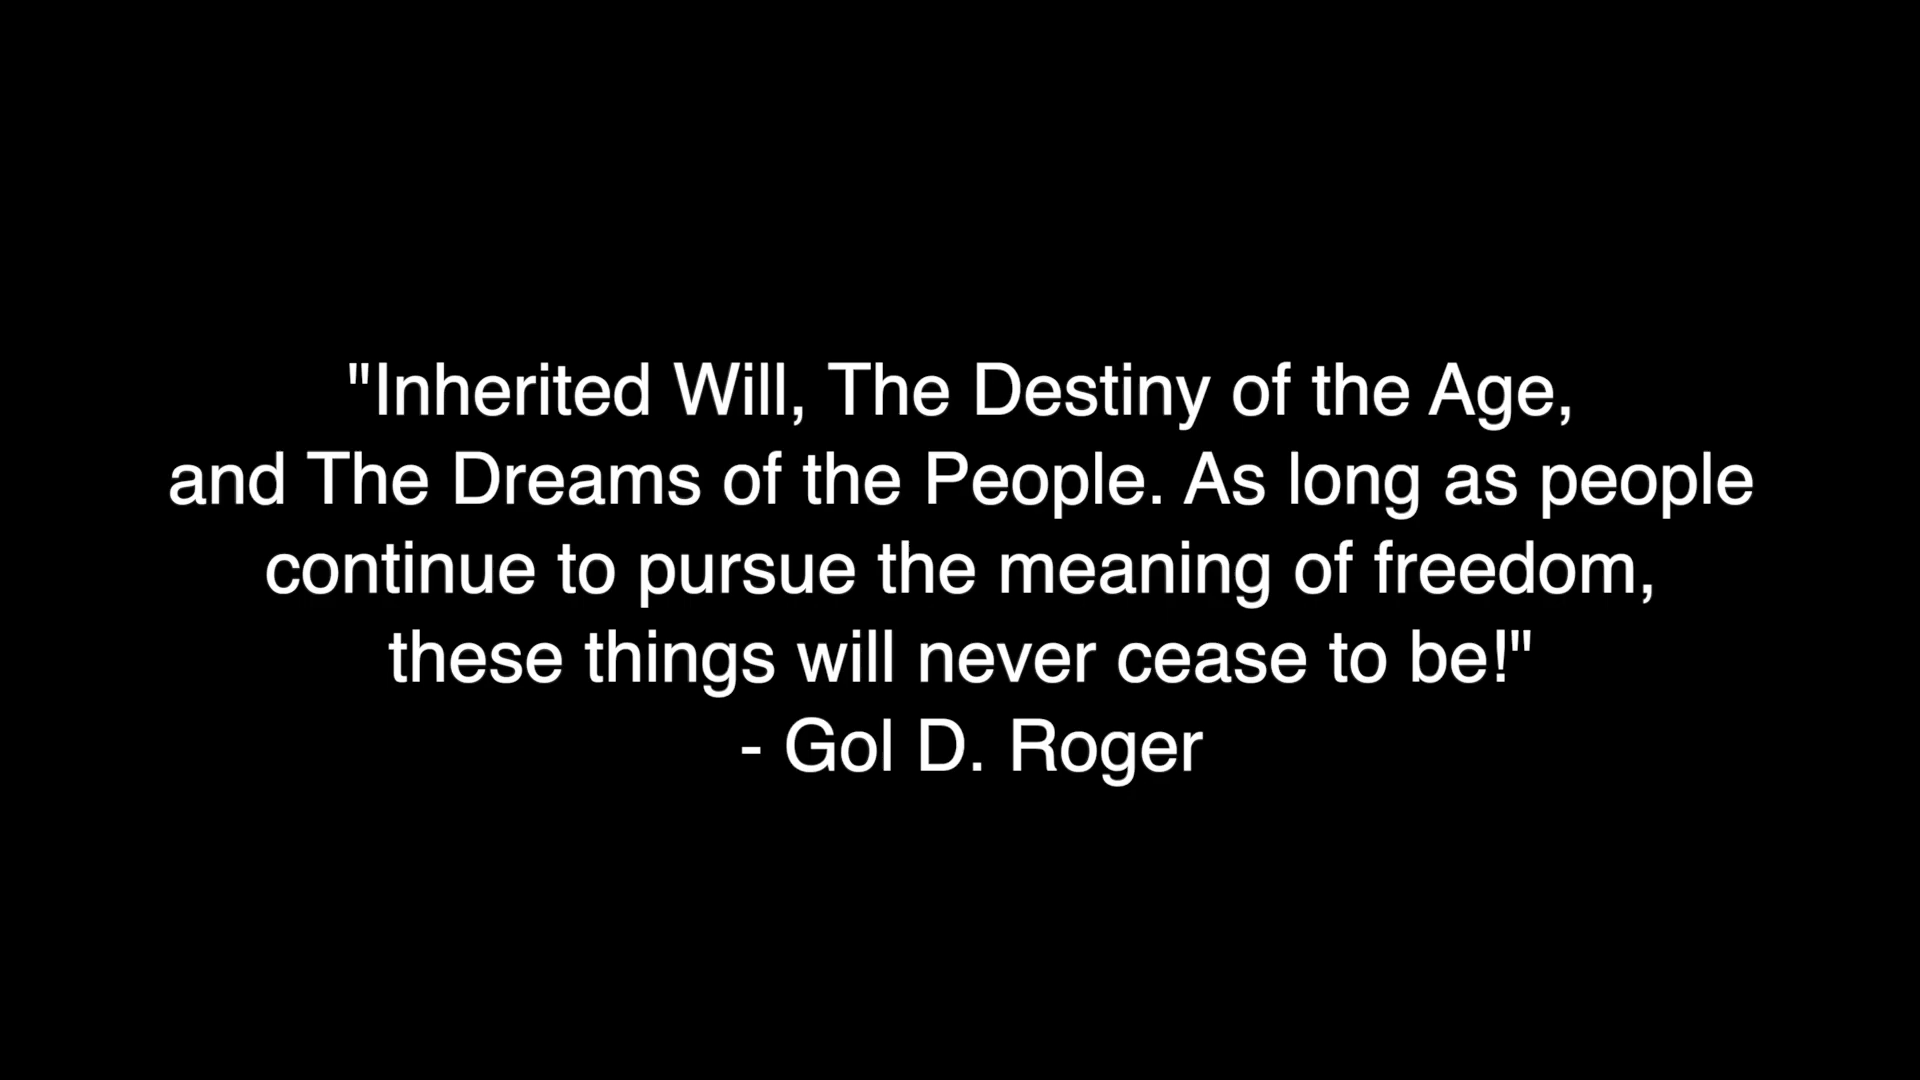 "Inherited Will, The Destiny of the Age,
and The Dreams of the People. As long as people
continue to pursue the meaning of freedom,
these things will never cease to be!"
- Gol D. Roger